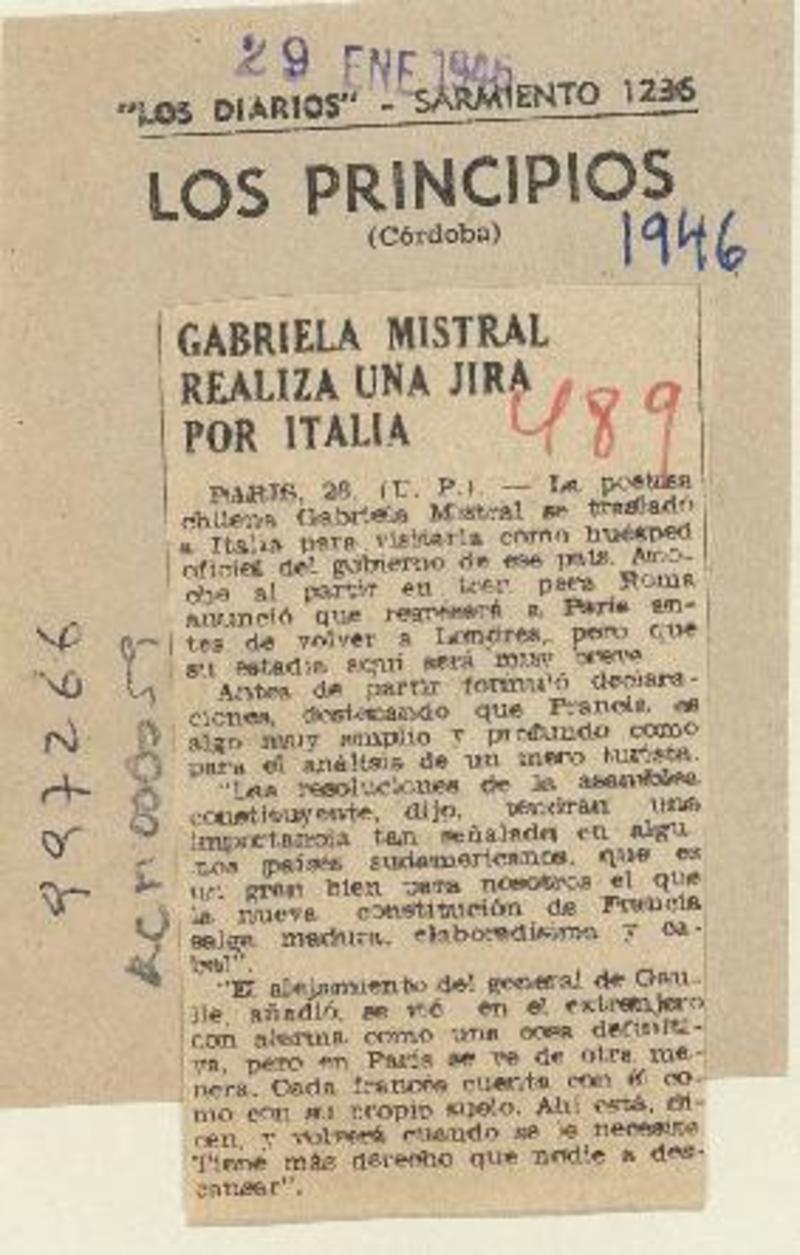 29 ENE 1946
"LOS DIARIOS" - SARMIENTO 1236
LOS PRINCIPIOS
(Córdoba)
1946
GABRIELA MISTRAL
REALIZA UNA JIRA
POR ITALIA
489
PARIS, 28. (U. P.). — La poetisa
chilena Gabriela Mistral se trasladó
a Italia para visitarla como huésped
oficial del gobierno de ese país. Ano-
che al partir en tren para Roma
anunció que regresará a París an-
tes de volver a Londres, pero que
su estadía aquí será muy breve.
Antes de partir formuló declara-
ciones, destacando que Francia es
algo muy amplio y profundo como
para el análisis de un mero turista.
"Las resoluciones de la asamblea
constituyente, dijo, tendrán una
importancia tan señalada en algu
nos países sudamericanos, que es
un gran bien para nosotros el que
la nueva constitución de Francia
salga madura, elaboradísima y ca-
bal".
"El alejamiento del general de Gau-
lle, añadió, se vió en el extranjero
con alarma como una cosa definiti-
va, pero en París se ve de otra ma-
nera. Cada francés cuenta con él co-
mo con su propio suelo. Ahí está, di-
cen, y volverá cuando se le necesite
Tiene más derecho que nadie a des-
cansar".
997266